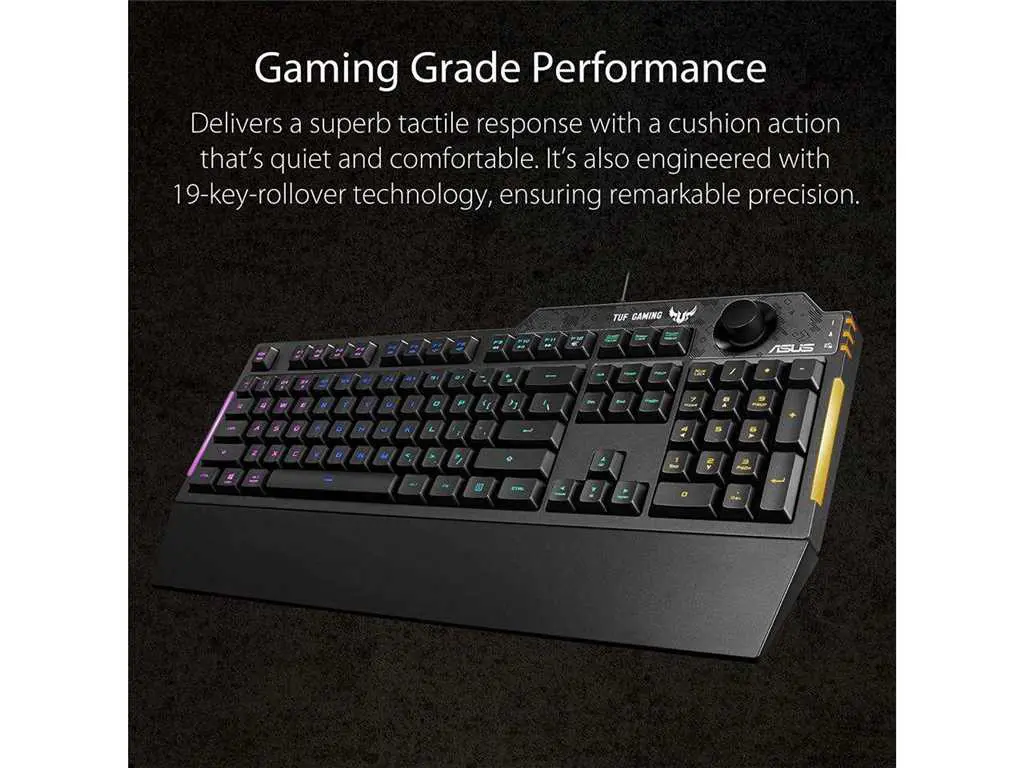 Gaming Grade Performance
Delivers a superb tactile response with a cushion action
that's quiet and comfortable. It's also engineered with
19-key-rollover technology, ensuring remarkable precision.
TUF GAMING
ASUS